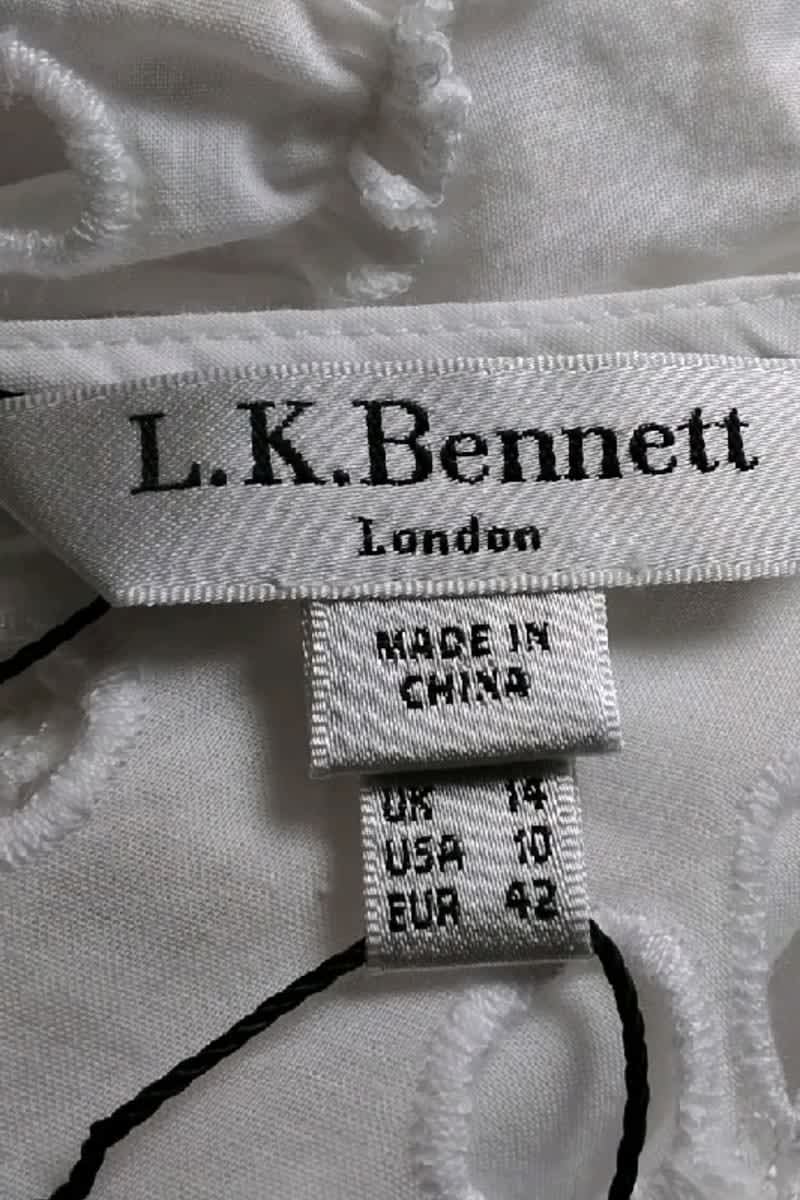 L.K.Bennett
London
MADE IN
CHINA
UK 14
USA 10
EUR 42